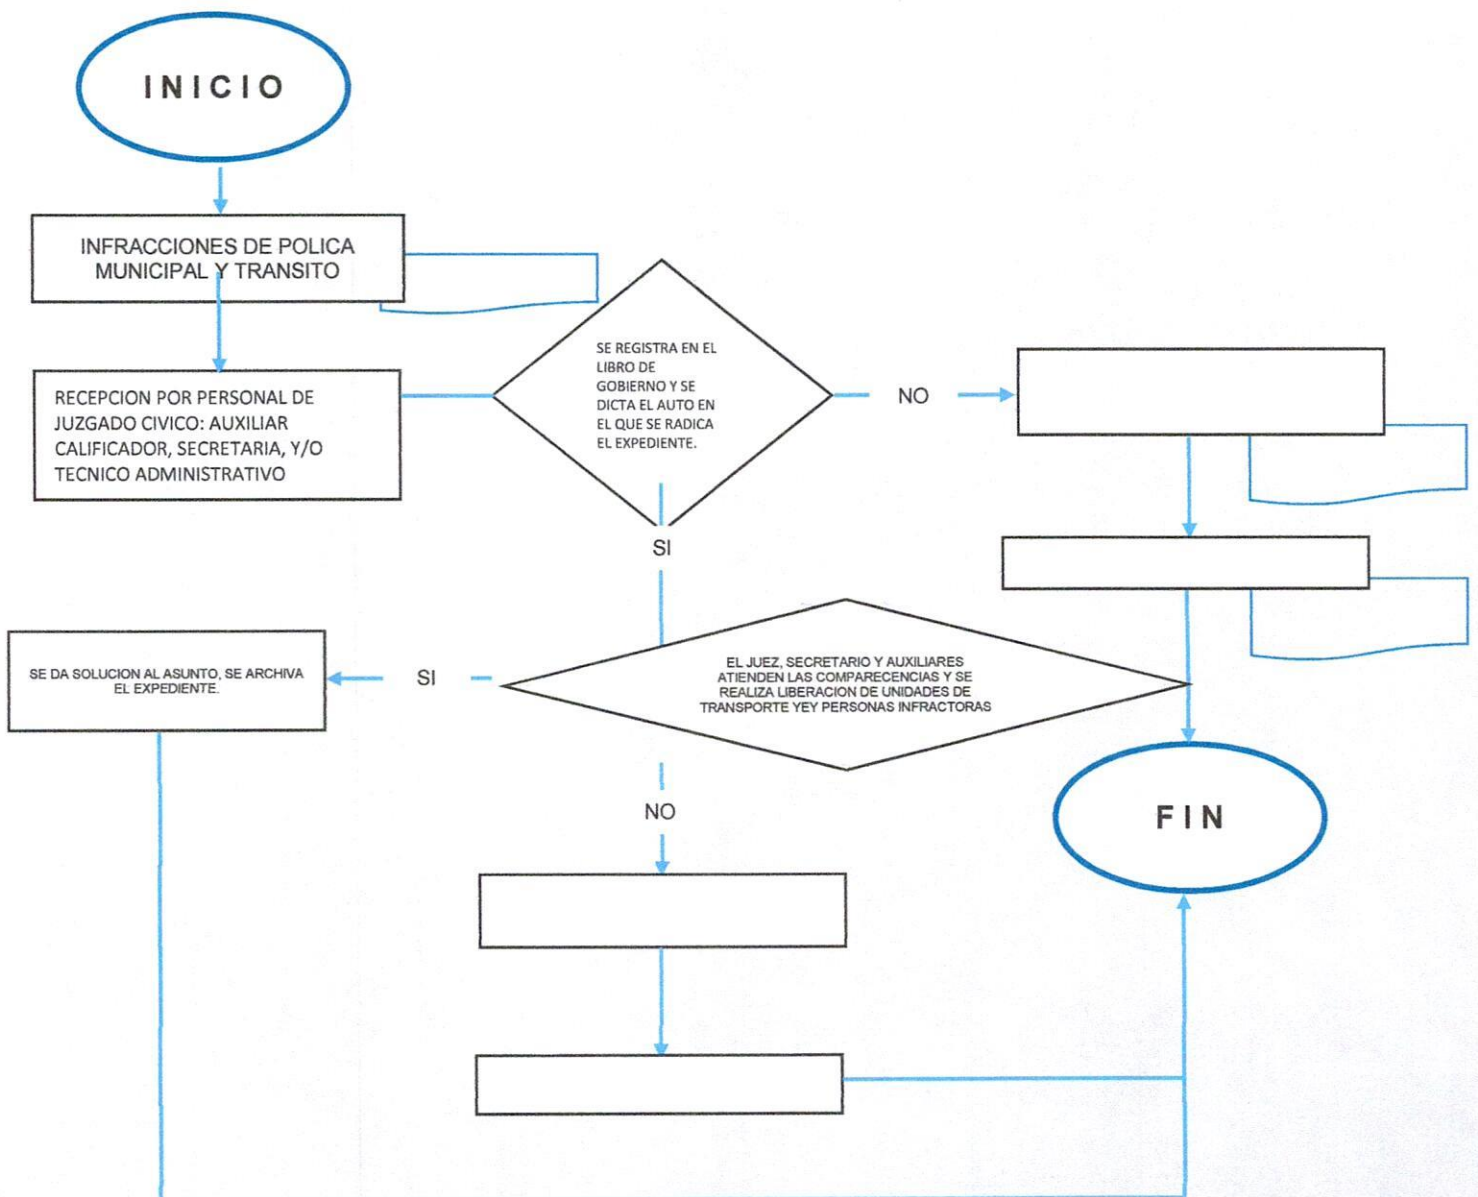 INICIO
INFRACCIONES DE POLICA
MUNICIPAL Y TRANSITO
RECEPCION POR PERSONAL DE
JUZGADO CIVICO: AUXILIAR
CALIFICADOR, SECRETARIA, Y/O
TECNICO ADMINISTRATIVO
SE REGISTRA EN EL
LIBRO DE
GOBIERNO Y SE
DICTA EL AUTO EN
EL QUE SE RADICA
EL EXPEDIENTE.
NO
SI
EL JUEZ, SECRETARIO Y AUXILIARES
ATIENDEN LAS COMPARECENCIAS Y SE
REALIZA LIBERACION DE UNIDADES DE
TRANSPORTE YEY PERSONAS INFRACTORAS
SI
SE DA SOLUCION AL ASUNTO, SE ARCHIVA
EL EXPEDIENTE.
NO
FIN